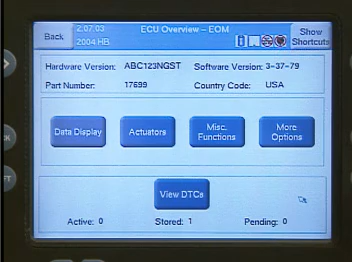 Back
2.07.03
2004 HB
ECU Overview – EOM
Show
Shortcuts
Hardware Version: ABC123NGST Software Version: 3-37-79
Part Number: 17699 Country Code: USA
Data Display
Actuators
Misc.
Functions
More
Options
View DTCs
Active: 0 Stored: 1 Pending: 0